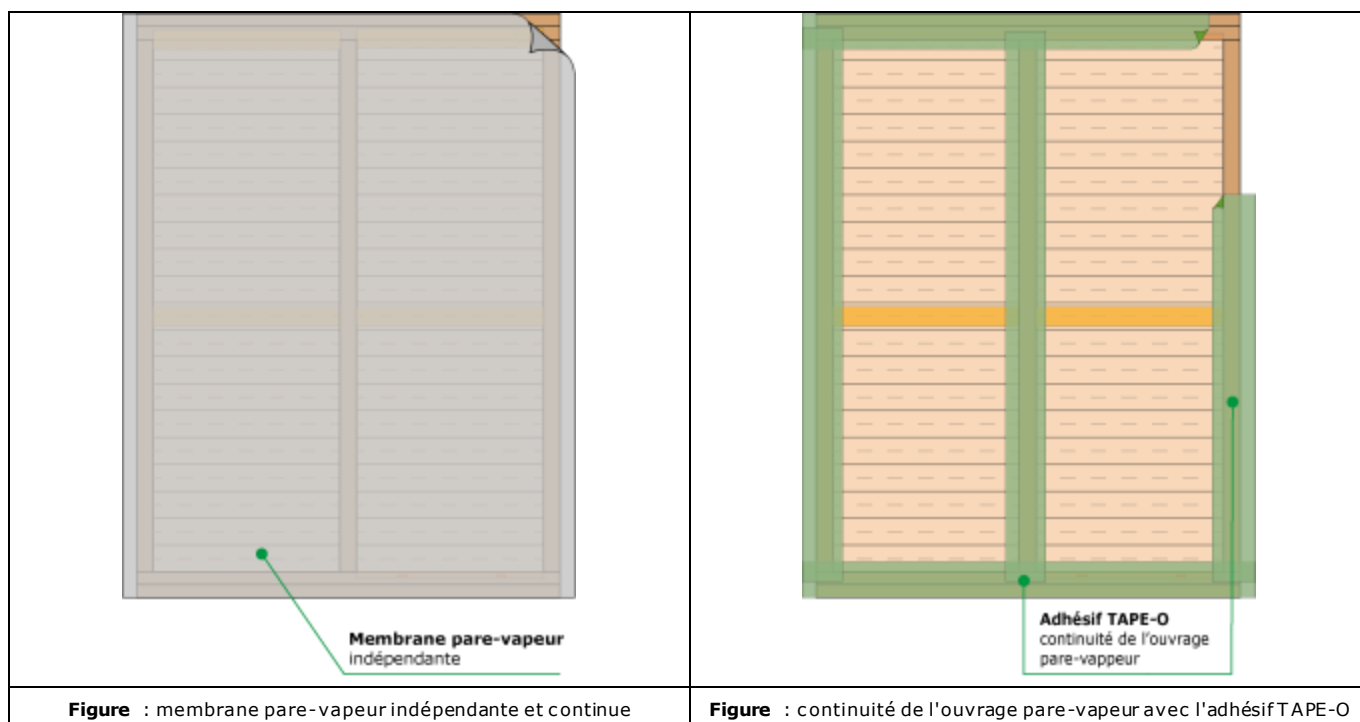 Membrane pare-vapeur
indépendante
Adhésif TAPE-O
continuité de l'ouvrage
pare-vappeur
Figure : membrane pare-vapeur indépendante et continue
Figure : continuité de l'ouvrage pare-vapeur avec l'adhésif TAPE-O